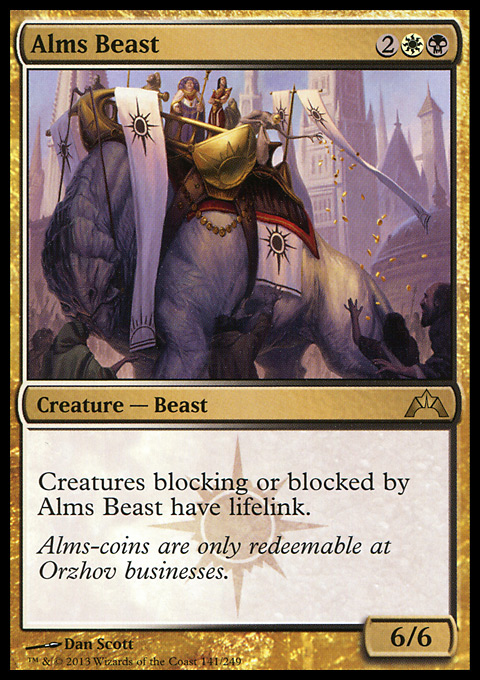 Alms Beast 2
Creature — Beast
Creatures blocking or blocked by
Alms Beast have lifelink.
Alms-coins are only redeemable at
Orzhov businesses.
Dan Scott
6/6
™ & © 2013 Wizards of the Coast 141/249